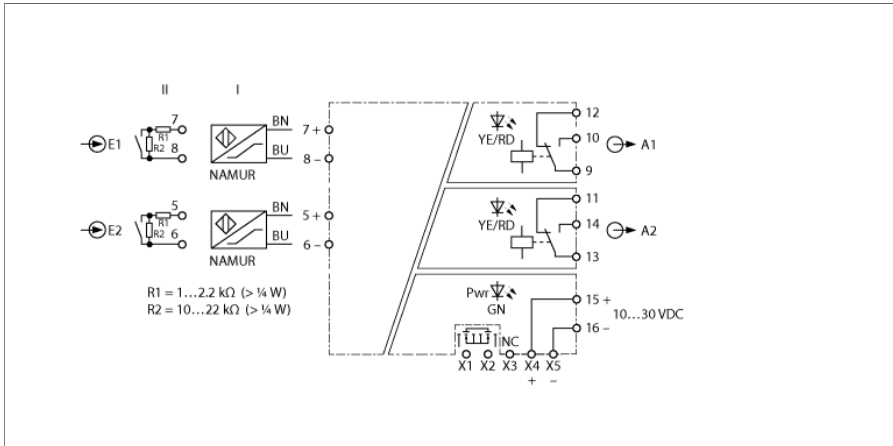 II I
E1 7 R1 R2 8 BN 7 + BU 8 – NAMUR
YE/RD 12 10 9 A1
E2 5 R1 R2 6 BN 5 + BU 6 – NAMUR
YE/RD 11 14 13 A2
R1 = 1…2.2 kΩ (> ¼ W)
R2 = 10…22 kΩ (> ¼ W)
Pwr GN
15 +
10…30 VDC
16 –
NC
X1 X2 X3 X4 X5
+ –